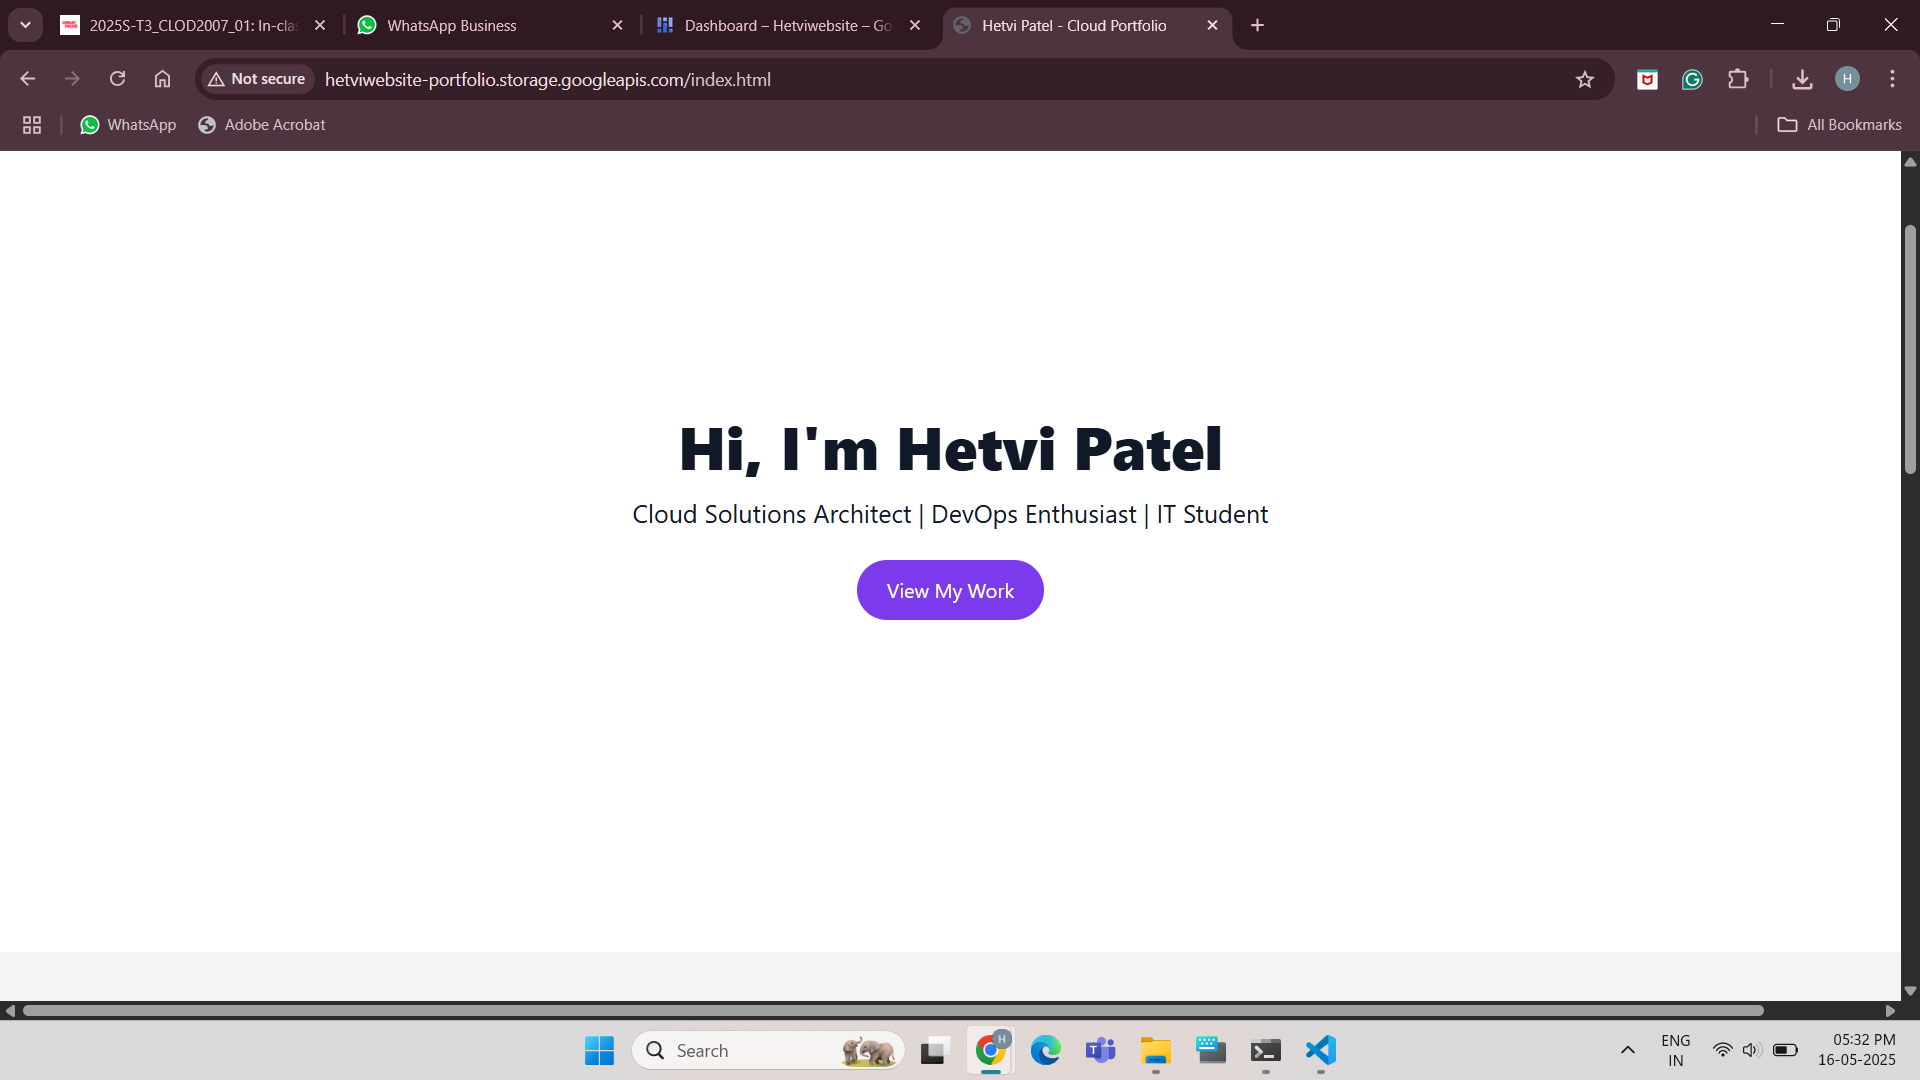 2025S-T3_CLOD2007_01: In-cla
WhatsApp Business
Dashboard – Hetviwebsite – Go
Hetvi Patel - Cloud Portfolio
Not secure
hetviwebsite-portfolio.storage.googleapis.com/index.html
H
WhatsApp
Adobe Acrobat
All Bookmarks
Hi, I'm Hetvi Patel
Cloud Solutions Architect | DevOps Enthusiast | IT Student
View My Work
Search
H
ENG
IN
05:32 PM
16-05-2025